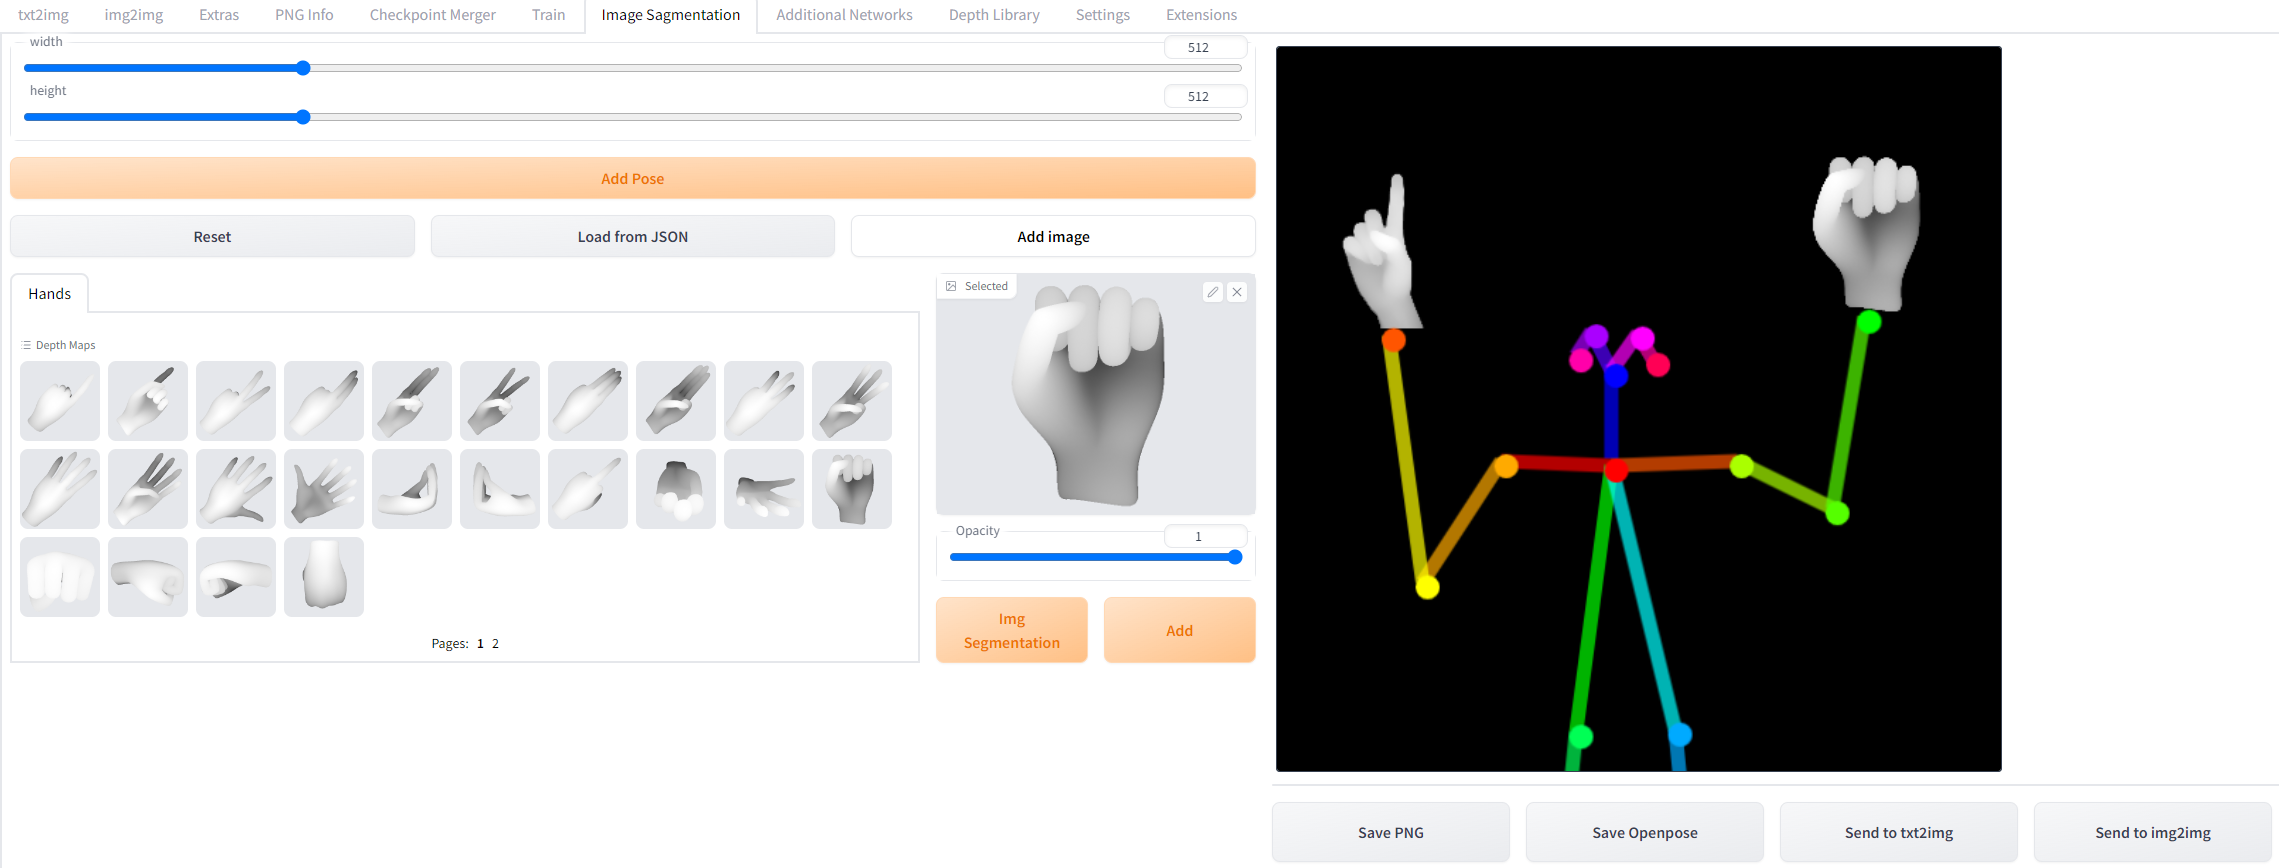 txt2img img2img Extras PNG Info Checkpoint Merger Train Image Sagmentation Additional Networks Depth Library Settings Extensions
width 512
height 512
Add Pose
Reset Load from JSON Add image
Hands
Selected
Depth Maps
Opacity 1
Img
Segmentation
Add
Pages: 1 2
Save PNG Save Openpose Send to txt2img Send to img2img